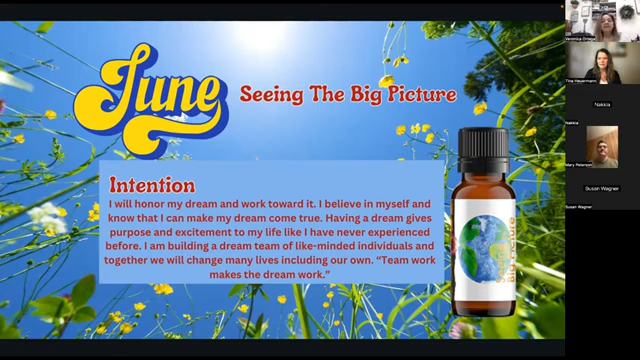 June
Seeing The Big Picture
Intention
I will honor my dream and work toward it. I believe in myself and
know that I can make my dream come true. Having a dream gives
purpose and excitement to my life like I have never experienced
before. I am building a dream team of like-minded individuals and
together we will change many lives including our own. “Team work
makes the dream work.”
Seeing The
Big Picture
Veronica Ortega
Tina Heuermann
Nakkia
Nakkia
Mary Petanpin
Susan Wagner
Susan Wagner